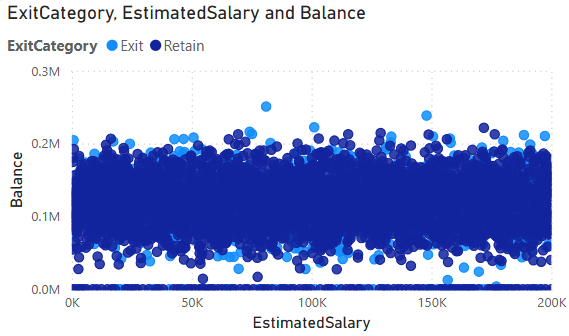 ExitCategory, EstimatedSalary and Balance
ExitCategory Exit Retain
0.3M
0.2M
0.1M
0.0M
Balance
0K 50K 100K 150K 200K
EstimatedSalary